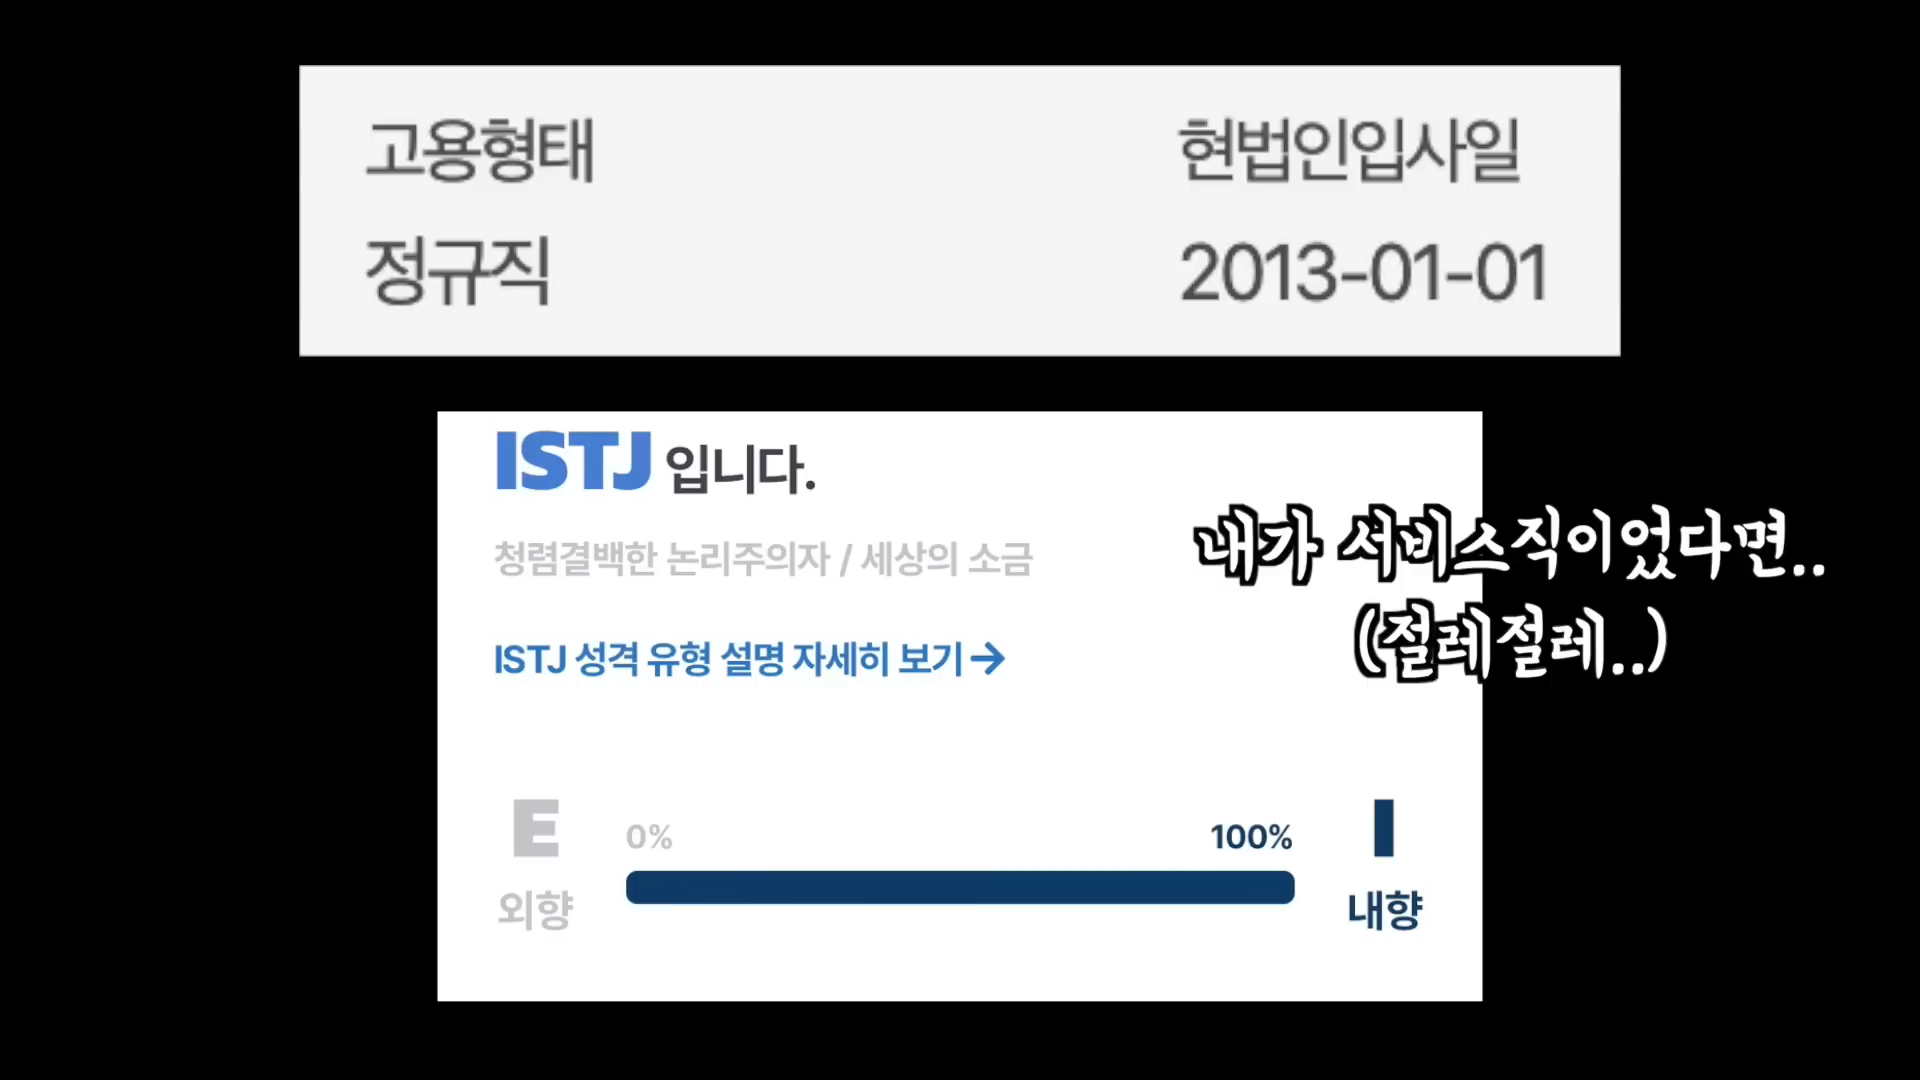 고용형태 현법인입사일
정규직 2013-01-01
ISTJ 입니다.
청렴결백한 논리주의자 / 세상의 소금
ISTJ 성격 유형 설명 자세히 보기→
내가 서비스직이었다면..
(절레절레..)
E 0% 100% I
외향 내향